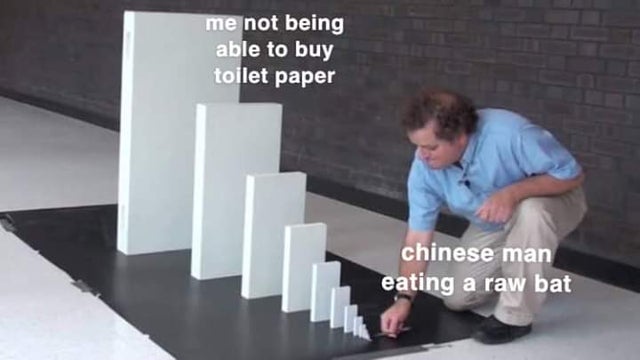 me not being
able to buy
toilet paper
chinese man
eating a raw bat